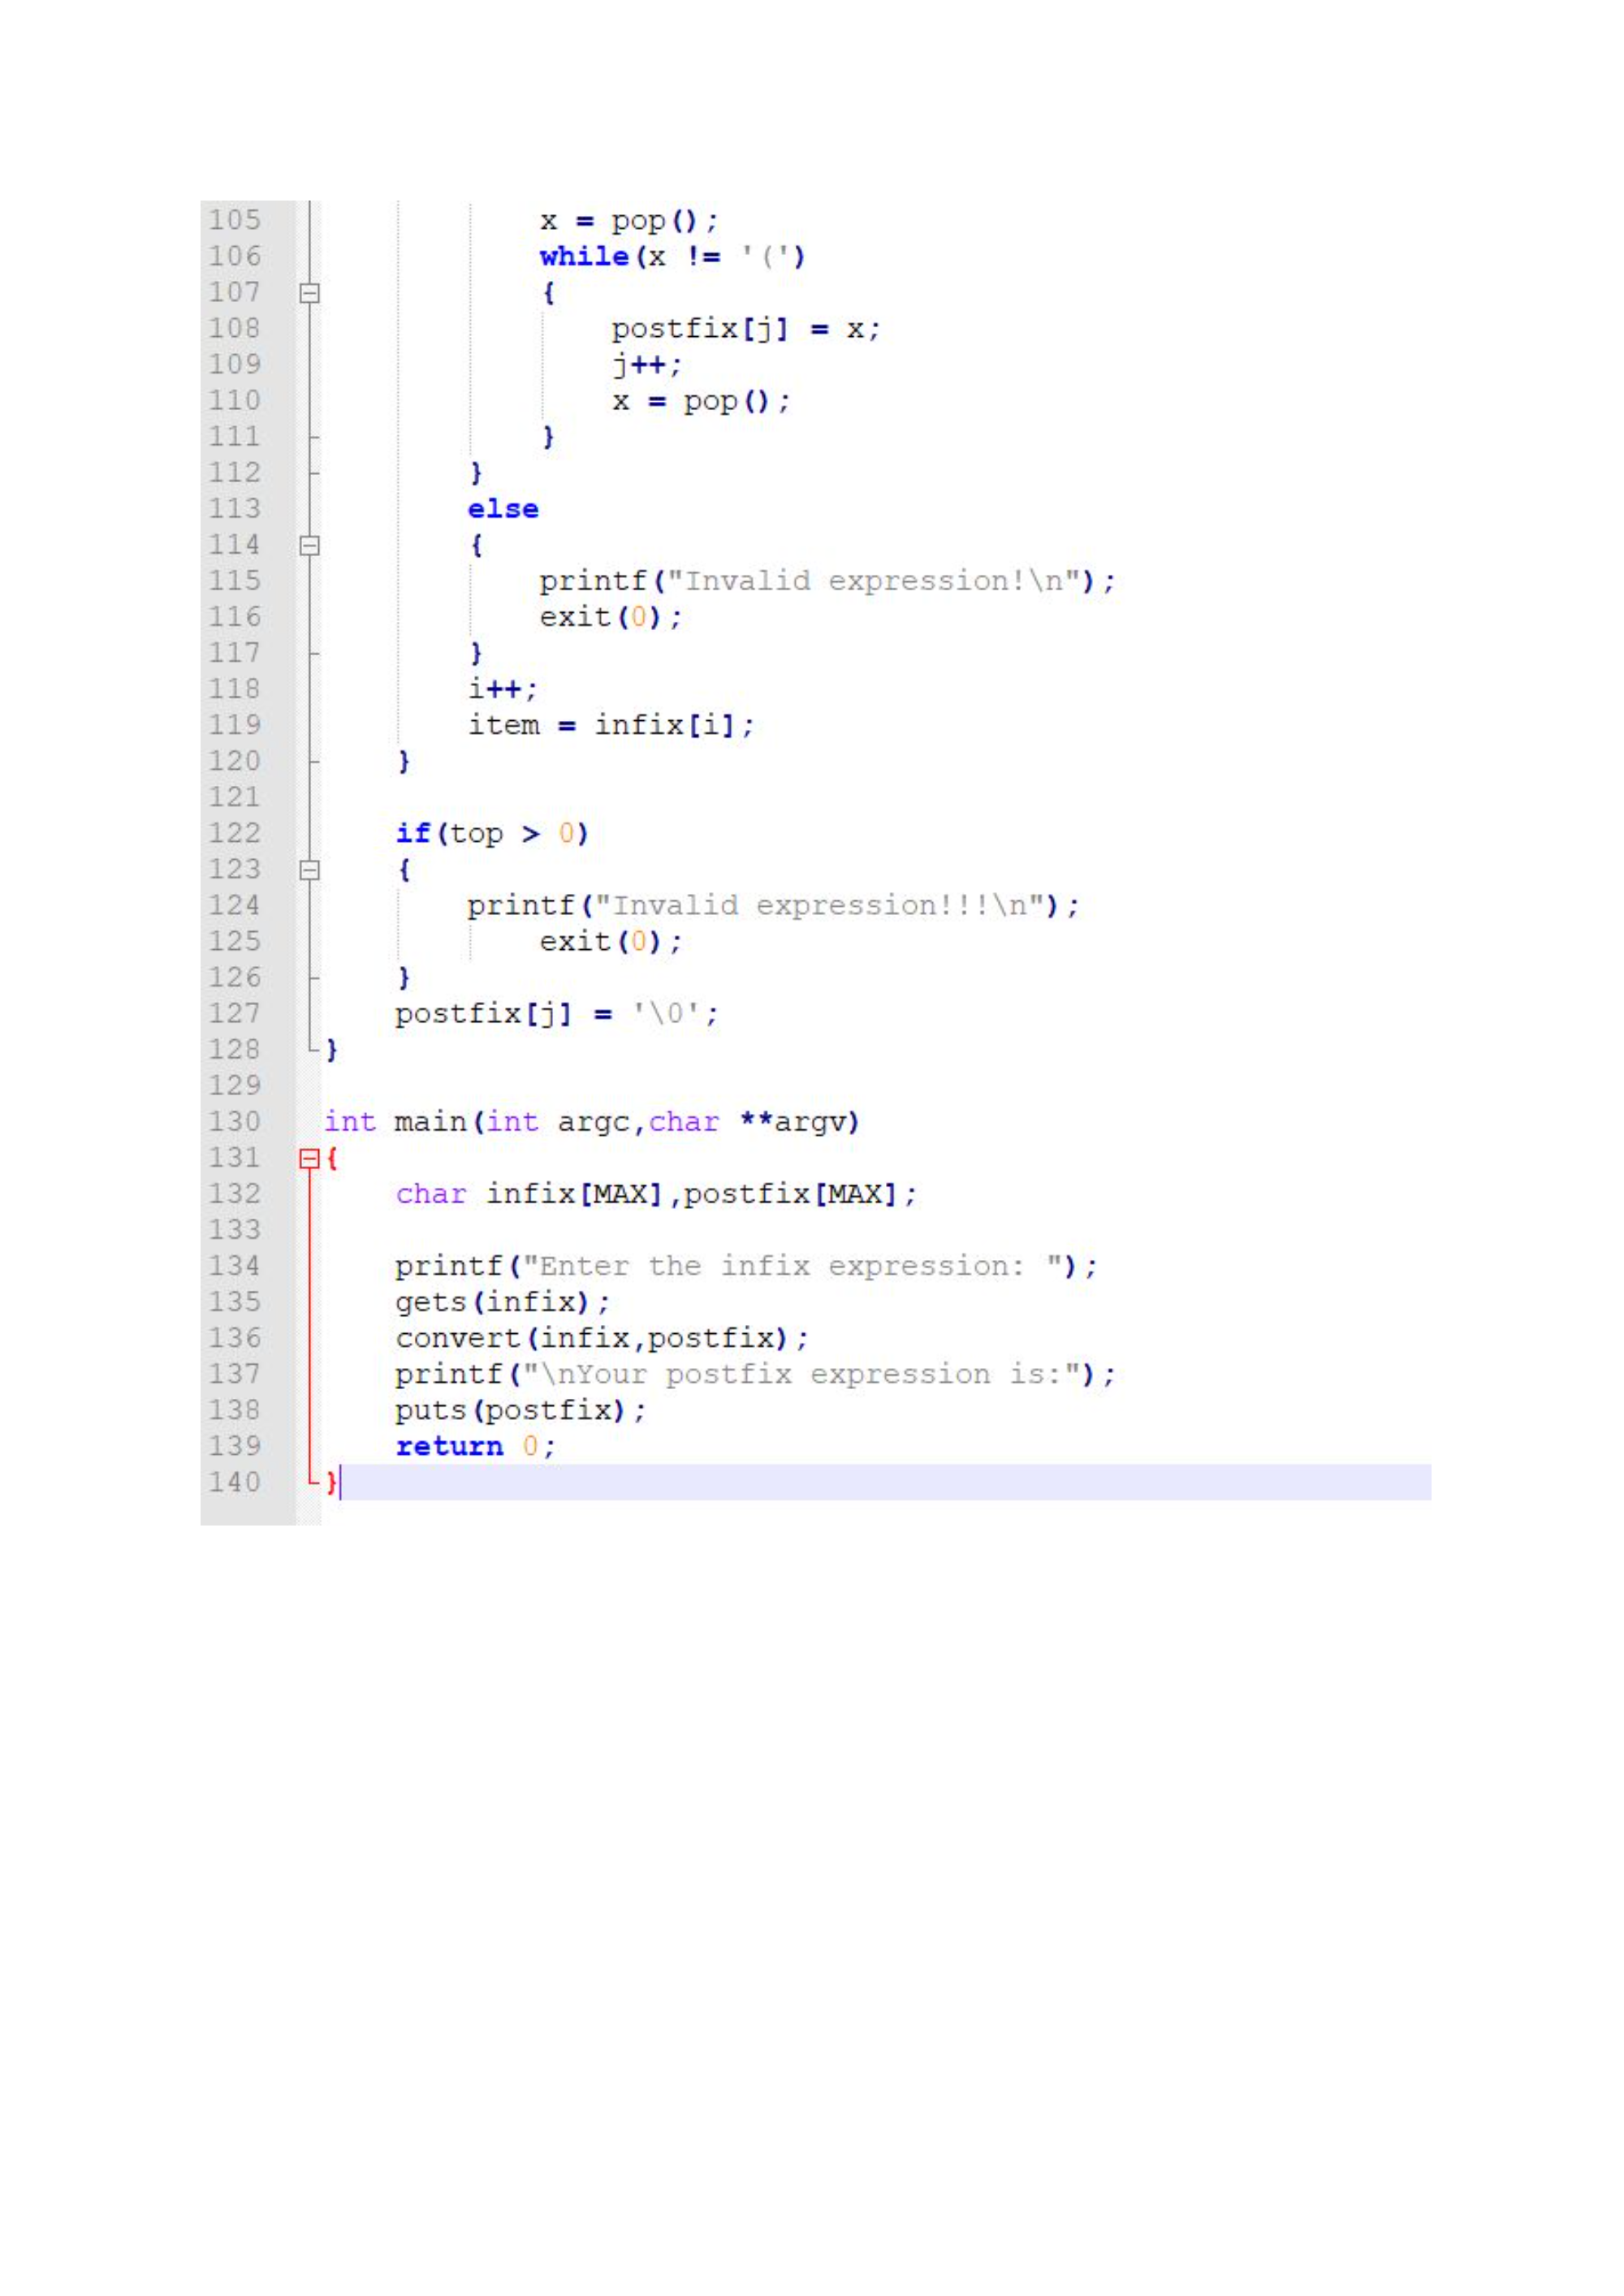 105 x = pop();
106 while(x != '(')
107 {
108 postfix[j] = x;
109 j++;
110 x = pop();
111 }
112 }
113 else
114 {
115 printf("Invalid expression!\n");
116 exit(0);
117 }
118 i++;
119 item = infix[i];
120 }
121
122 if(top > 0)
123 {
124 printf("Invalid expression!!!\n");
125 exit(0);
126 }
127 postfix[j] = '\0';
128 }
129
130 int main(int argc,char **argv)
131 {
132 char infix[MAX],postfix[MAX];
133
134 printf("Enter the infix expression: ");
135 gets(infix);
136 convert(infix,postfix);
137 printf("\nYour postfix expression is:");
138 puts(postfix);
139 return 0;
140 }